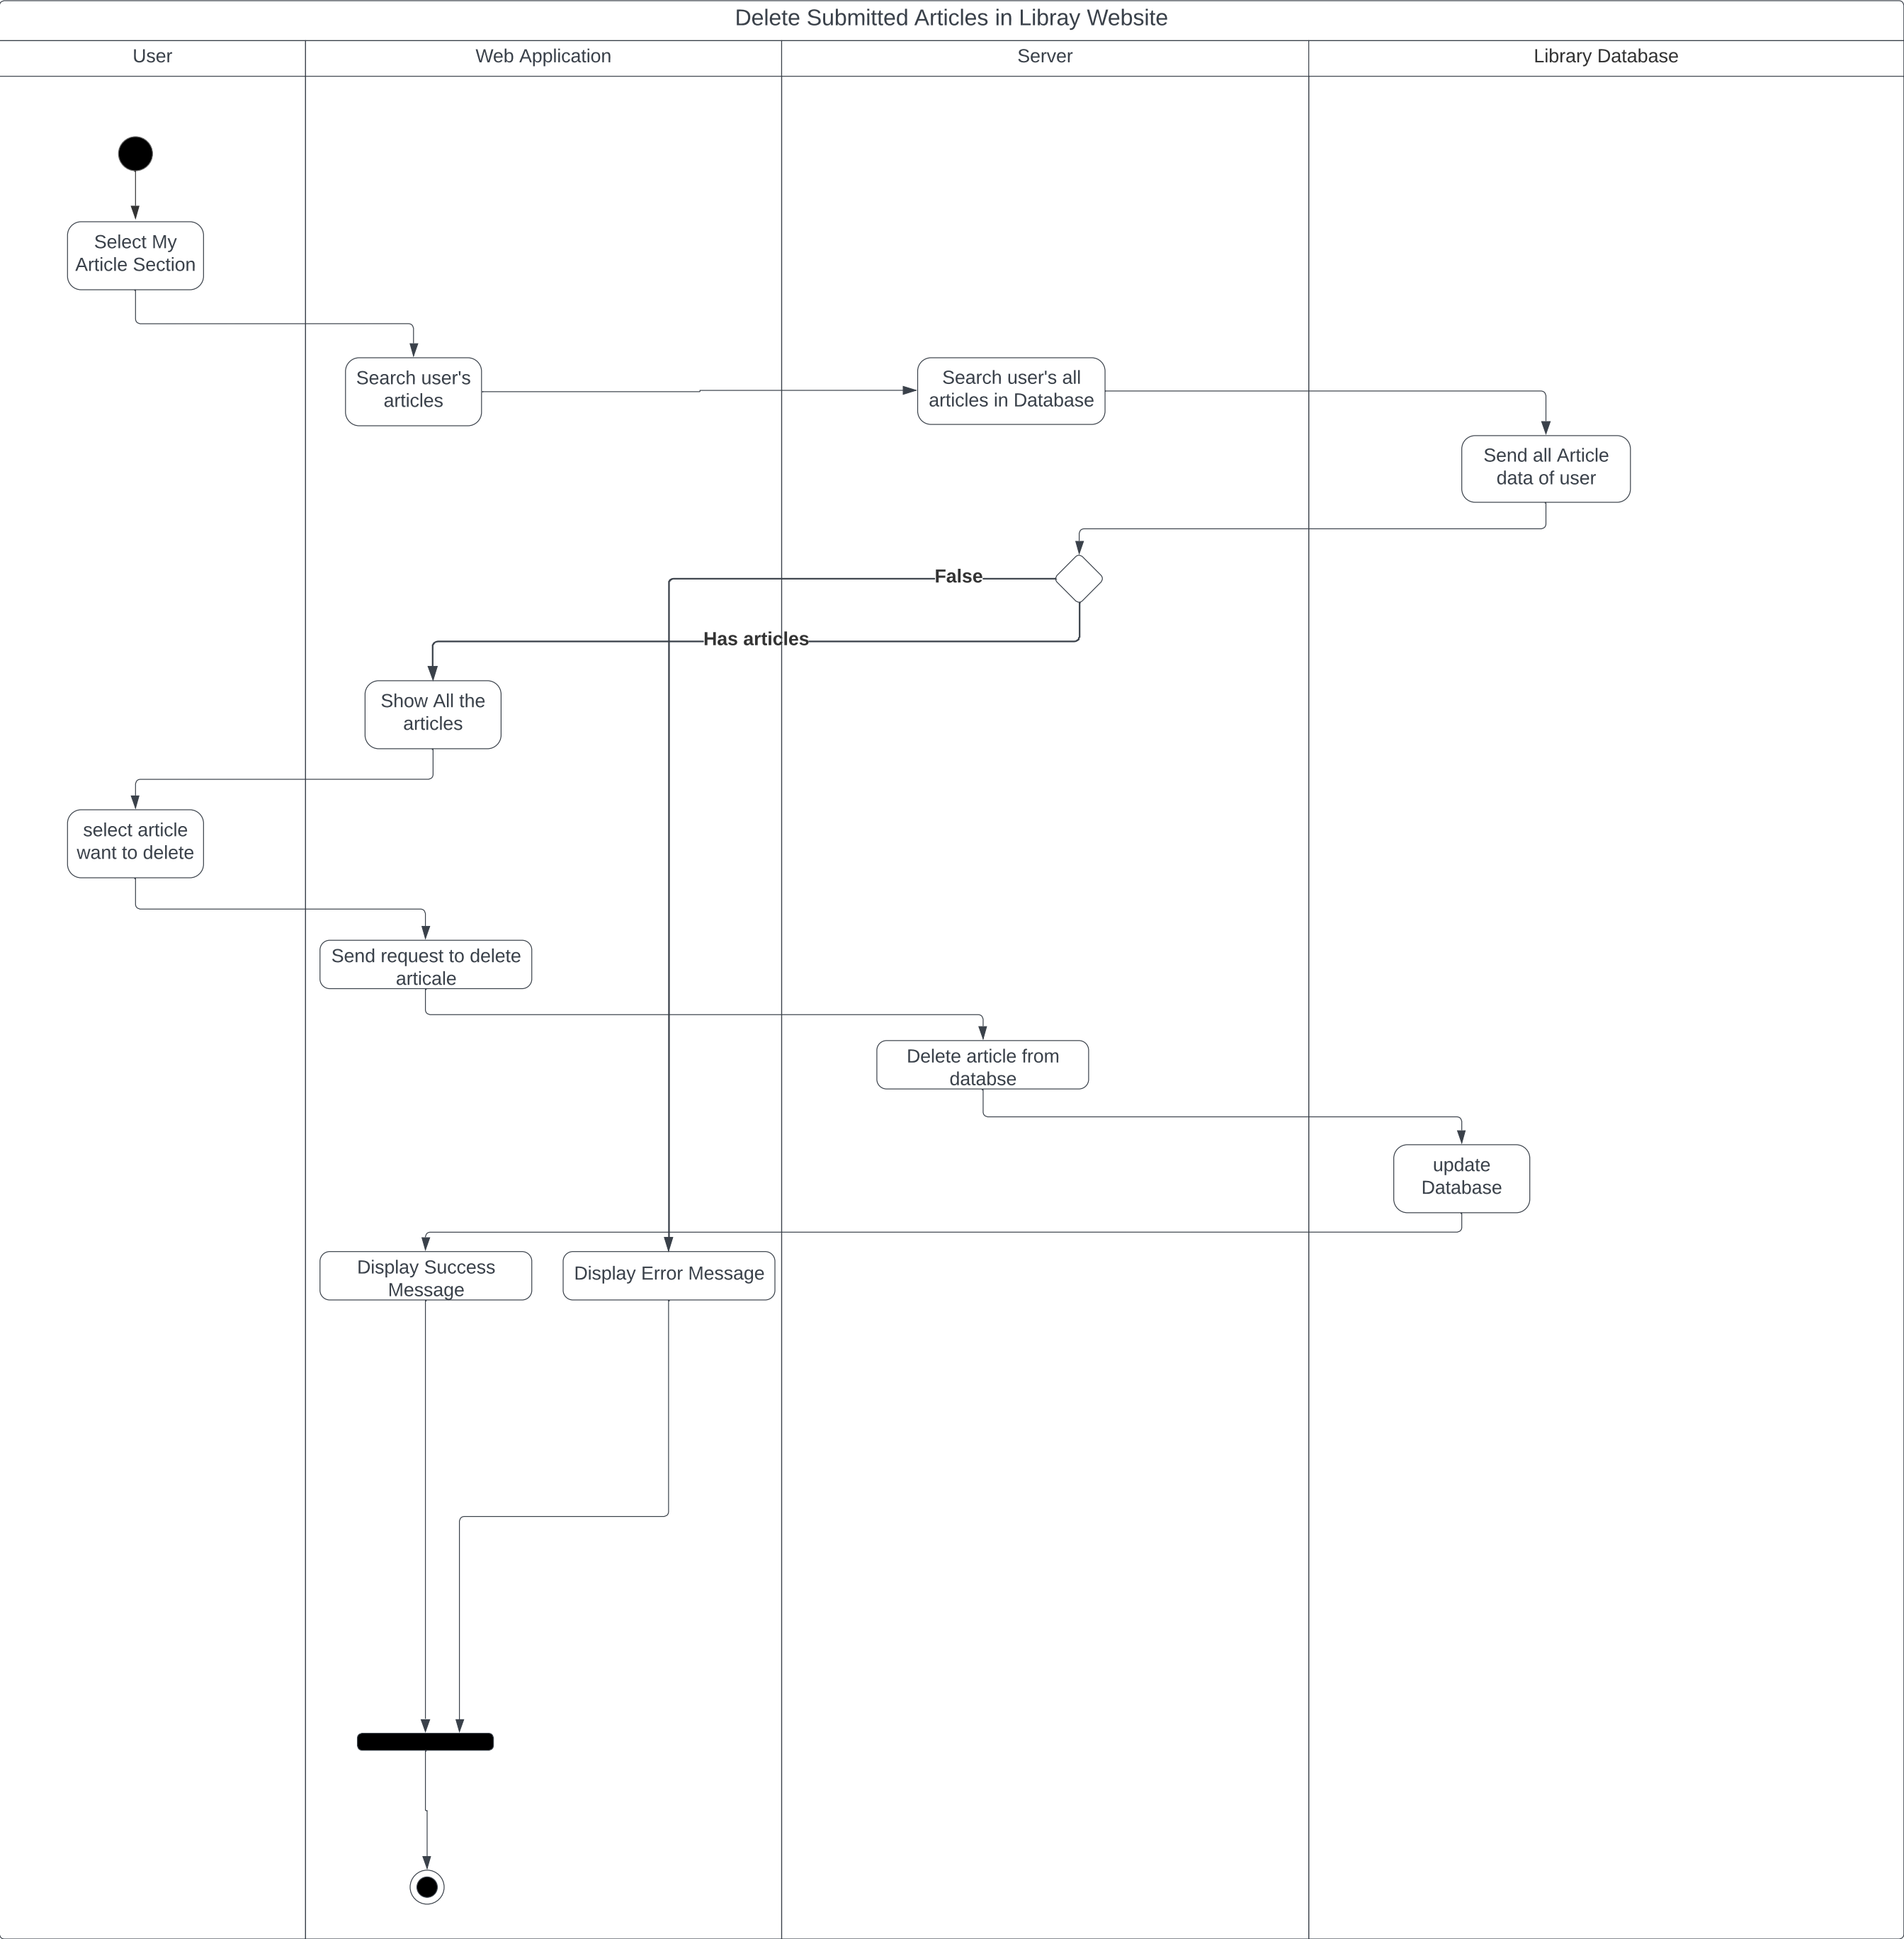 Delete Submitted Articles in Libray Website
User
Web Application
Server
Library Database
Select My
Article Section
Search user's
articles
Search user's all
articles in Database
Send all Article
data of user
False
Has articles
Show All the
articles
select article
want to delete
Send request to delete
articale
Delete article from
databse
update
Database
Display Success
Message
Display Error Message